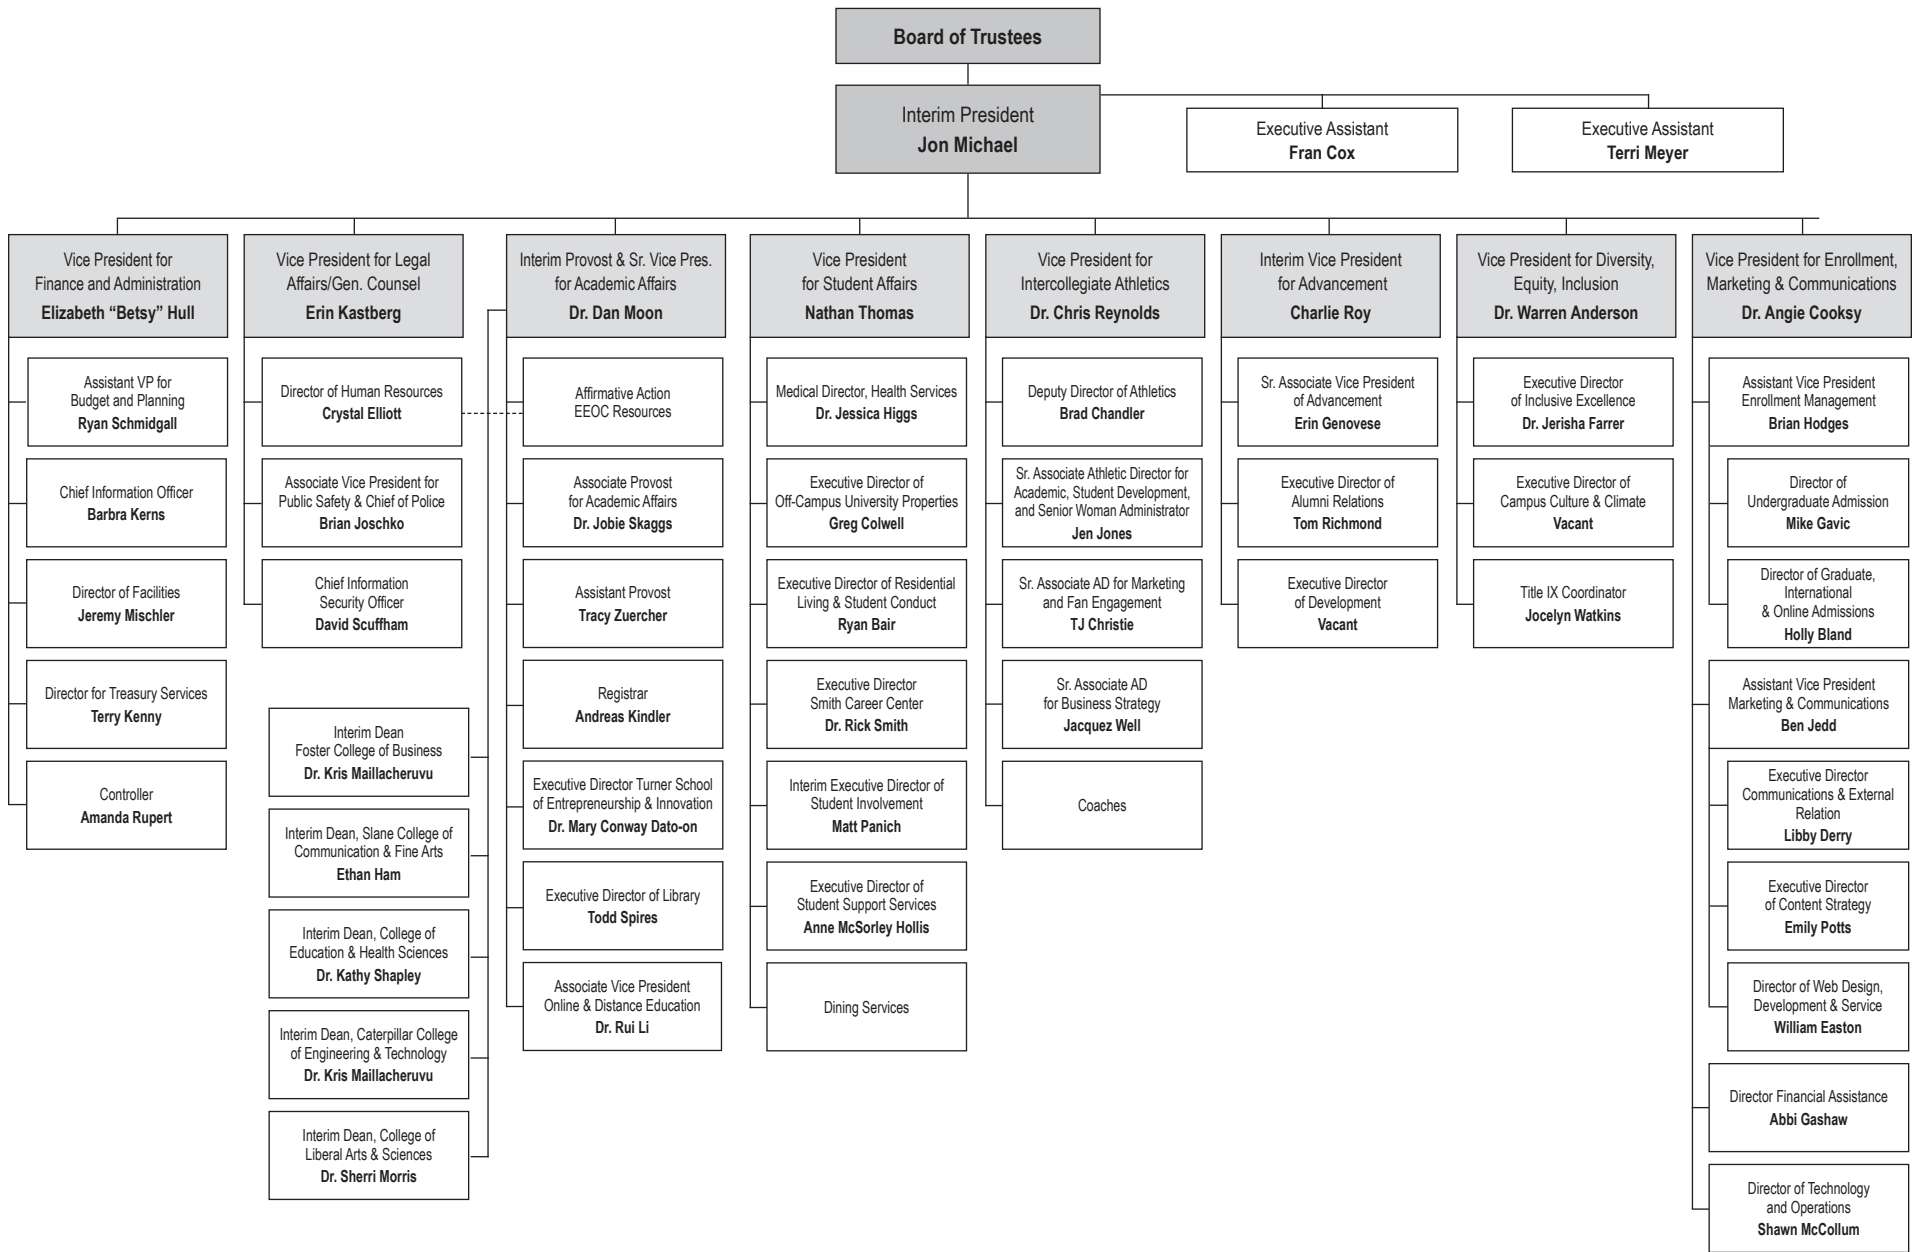 Board of Trustees
Interim President
Jon Michael
Executive Assistant
Fran Cox
Executive Assistant
Terri Meyer
Vice President for
Finance and Administration
Elizabeth “Betsy” Hull
Assistant VP for
Budget and Planning
Ryan Schmidgall
Chief Information Officer
Barbra Kerns
Director of Facilities
Jeremy Mischler
Director for Treasury Services
Terry Kenny
Controller
Amanda Rupert
Vice President for Legal
Affairs/Gen. Counsel
Erin Kastberg
Director of Human Resources
Crystal Elliott
Associate Vice President for
Public Safety & Chief of Police
Brian Joschko
Chief Information
Security Officer
David Scuffham
Interim Provost & Sr. Vice Pres.
for Academic Affairs
Dr. Dan Moon
Interim Dean
Foster College of Business
Dr. Kris Maillacheruvu
Interim Dean, Slane College of
Communication & Fine Arts
Ethan Ham
Interim Dean, College of
Education & Health Sciences
Dr. Kathy Shapley
Interim Dean, Caterpillar College
of Engineering & Technology
Dr. Kris Maillacheruvu
Interim Dean, College of
Liberal Arts & Sciences
Dr. Sherri Morris
Affirmative Action
EEOC Resources
Associate Provost
for Academic Affairs
Dr. Jobie Skaggs
Assistant Provost
Tracy Zuercher
Registrar
Andreas Kindler
Executive Director Turner School
of Entrepreneurship & Innovation
Dr. Mary Conway Dato-on
Executive Director of Library
Todd Spires
Associate Vice President
Online & Distance Education
Dr. Rui Li
Vice President
for Student Affairs
Nathan Thomas
Medical Director, Health Services
Dr. Jessica Higgs
Executive Director of
Off-Campus University Properties
Greg Colwell
Executive Director of Residential
Living & Student Conduct
Ryan Bair
Executive Director
Smith Career Center
Dr. Rick Smith
Interim Executive Director of
Student Involvement
Matt Panich
Executive Director of
Student Support Services
Anne McSorley Hollis
Dining Services
Vice President for
Intercollegiate Athletics
Dr. Chris Reynolds
Deputy Director of Athletics
Brad Chandler
Sr. Associate Athletic Director for
Academic, Student Development,
and Senior Woman Administrator
Jen Jones
Sr. Associate AD for Marketing
and Fan Engagement
TJ Christie
Sr. Associate AD
for Business Strategy
Jacquez Well
Coaches
Interim Vice President
for Advancement
Charlie Roy
Sr. Associate Vice President
of Advancement
Erin Genovese
Executive Director of
Alumni Relations
Tom Richmond
Executive Director
of Development
Vacant
Vice President for Diversity,
Equity, Inclusion
Dr. Warren Anderson
Executive Director
of Inclusive Excellence
Dr. Jerisha Farrer
Executive Director of
Campus Culture & Climate
Vacant
Title IX Coordinator
Jocelyn Watkins
Vice President for Enrollment,
Marketing & Communications
Dr. Angie Cooksy
Assistant Vice President
Enrollment Management
Brian Hodges
Director of
Undergraduate Admission
Mike Gavic
Director of Graduate,
International
& Online Admissions
Holly Bland
Assistant Vice President
Marketing & Communications
Ben Jedd
Executive Director
Communications & External
Relation
Libby Derry
Executive Director
of Content Strategy
Emily Potts
Director of Web Design,
Development & Service
William Easton
Director Financial Assistance
Abbi Gashaw
Director of Technology
and Operations
Shawn McCollum